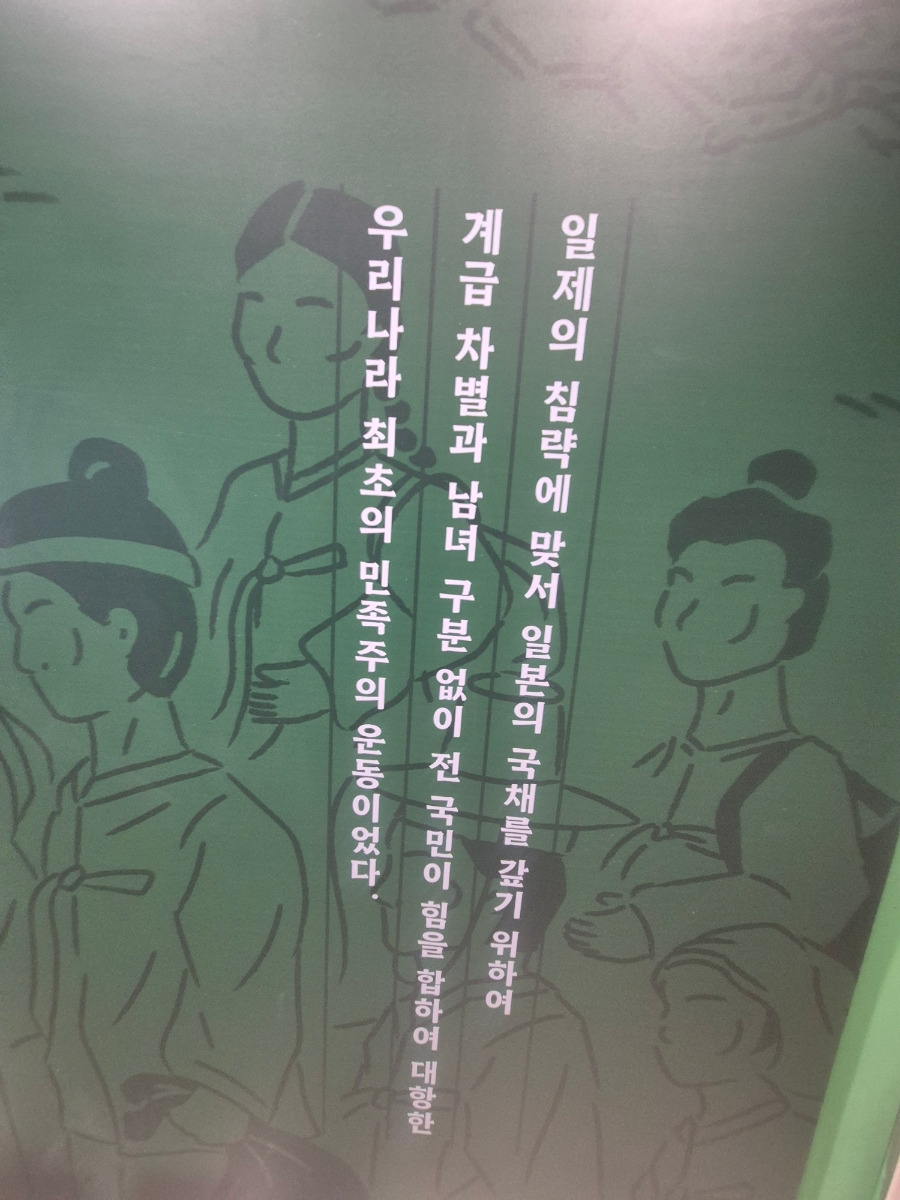 일제의 침략에 맞서 일본의 국채를 갚기 위하여
계급 차별과 남녀 구분 없이 전 국민이 힘을 합하여 대항한
우리나라 최초의 민족주의 운동이었다.